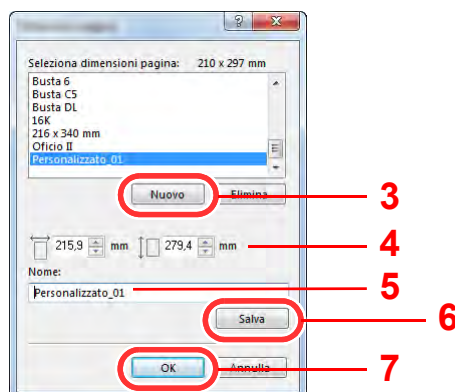 Seleziona dimensioni pagina: 210 x 297 mm
Busta 6
Busta C5
Busta DL
16K
216 x 340 mm
Oficio II
Personalizzato_01
Nuovo Elimina 3
215,9 mm 279,4 mm 4
Nome:
Personalizzato_01 5
Salva 6
OK Annulla 7